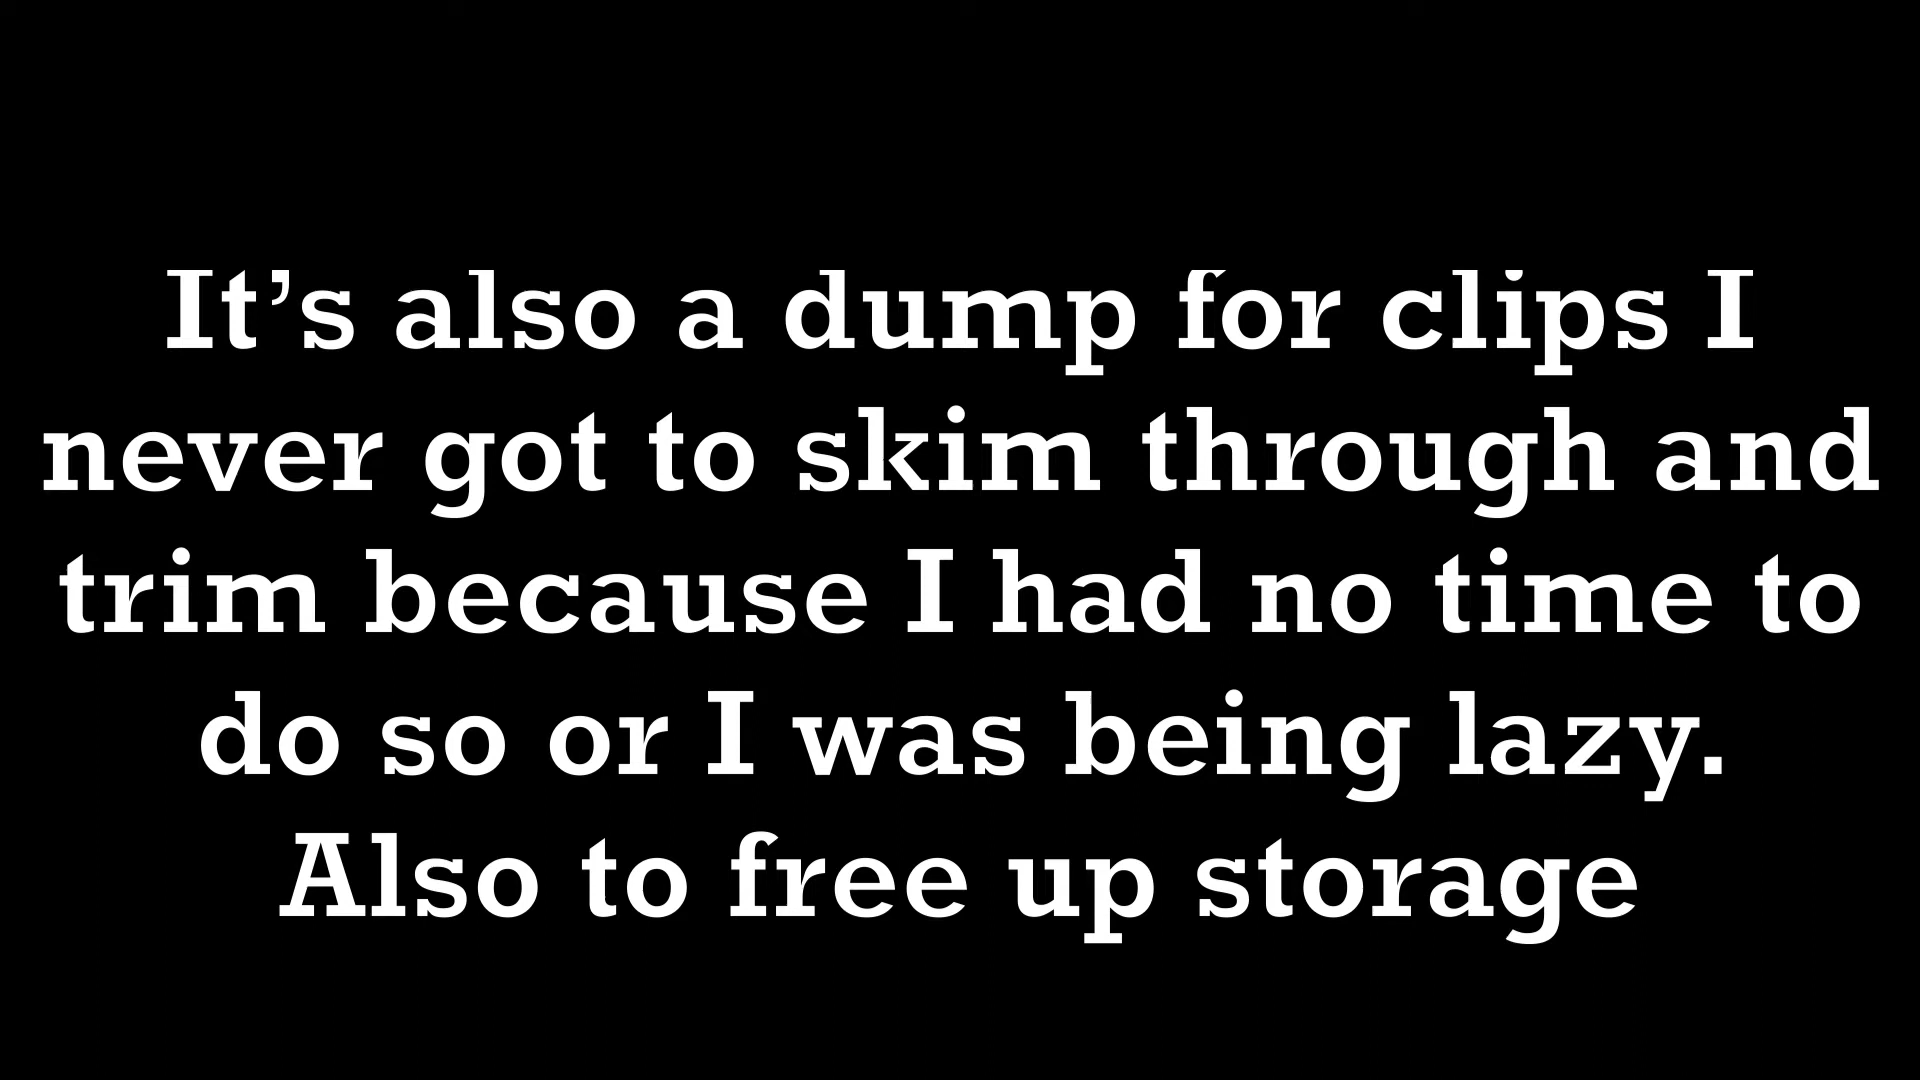 It’s also a dump for clips I
never got to skim through and
trim because I had no time to
do so or I was being lazy.
Also to free up storage